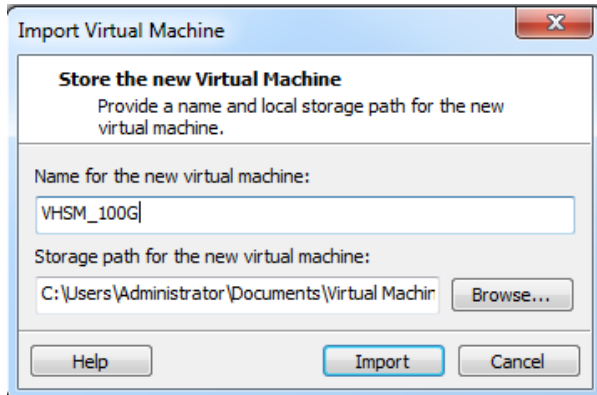 Import Virtual Machine
Store the new Virtual Machine
Provide a name and local storage path for the new
virtual machine.
Name for the new virtual machine:
VHSM_100G
Storage path for the new virtual machine:
C:\Users\Administrator\Documents\Virtual Machin
Browse...
Help
Import
Cancel